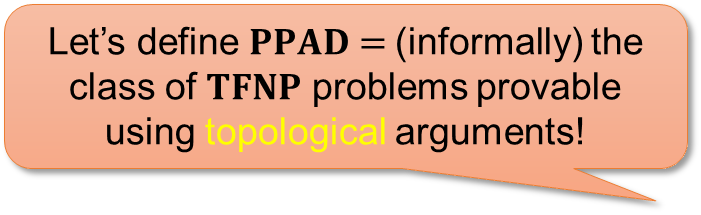 Let’s define PPAD = (informally) the
class of TFNP problems provable
using topological arguments!